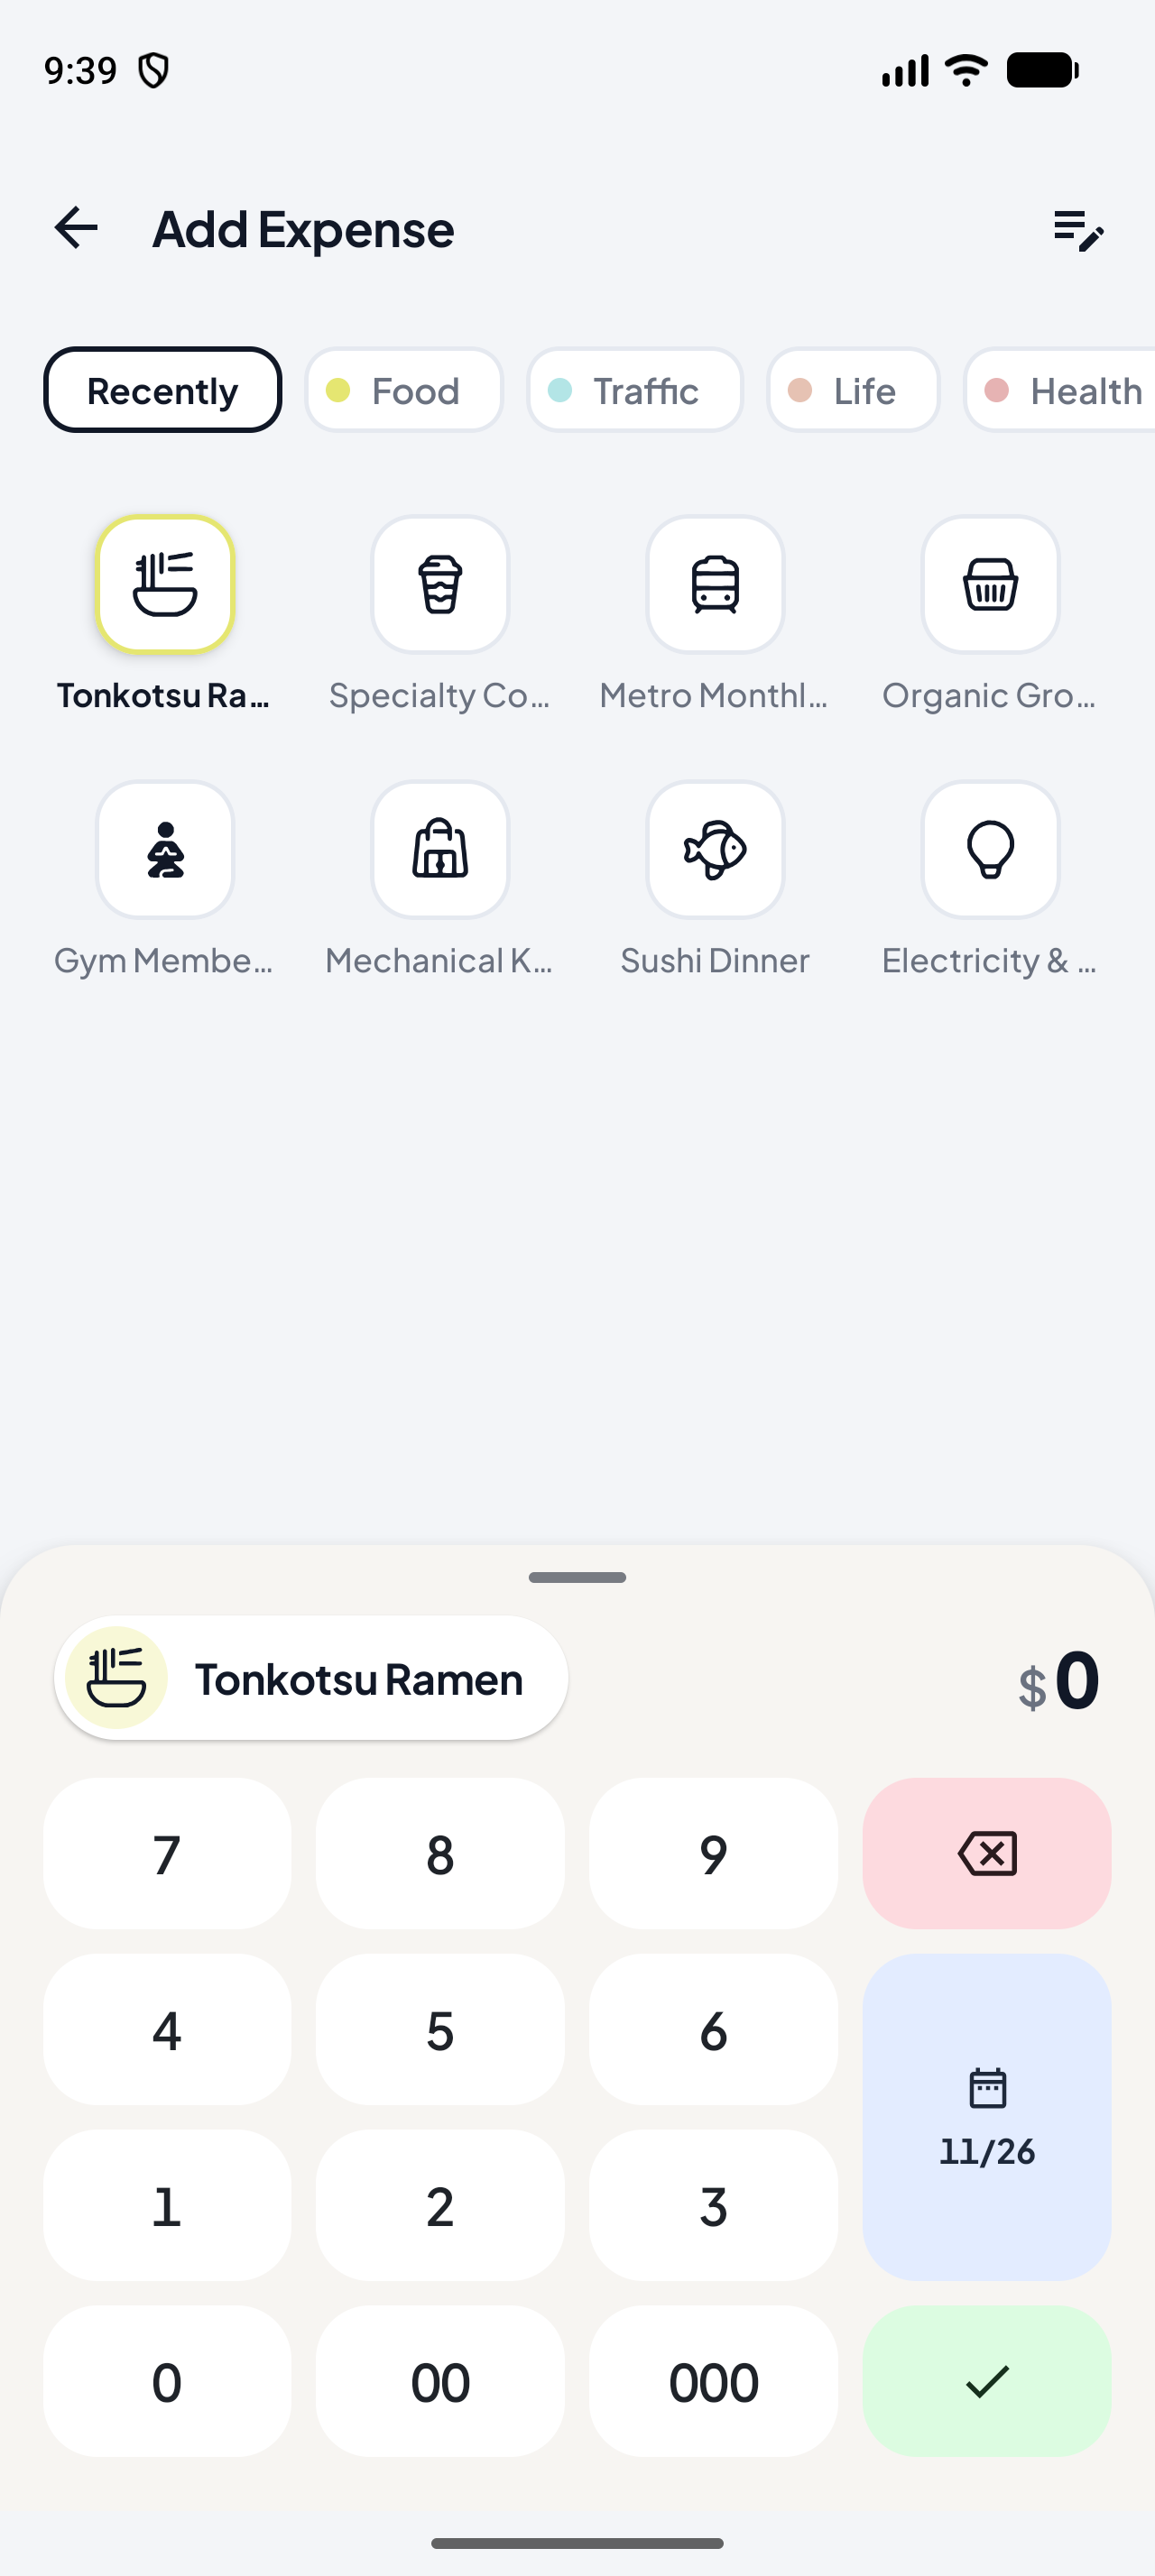 9:39
Add Expense
Recently Food Traffic Life Health
Tonkotsu Ra... Specialty Co... Metro Monthl... Organic Gro...
Gym Membe... Mechanical K... Sushi Dinner Electricity & ...
Tonkotsu Ramen $0
7 8 9
4 5 6
11/26
1 2 3
0 00 000